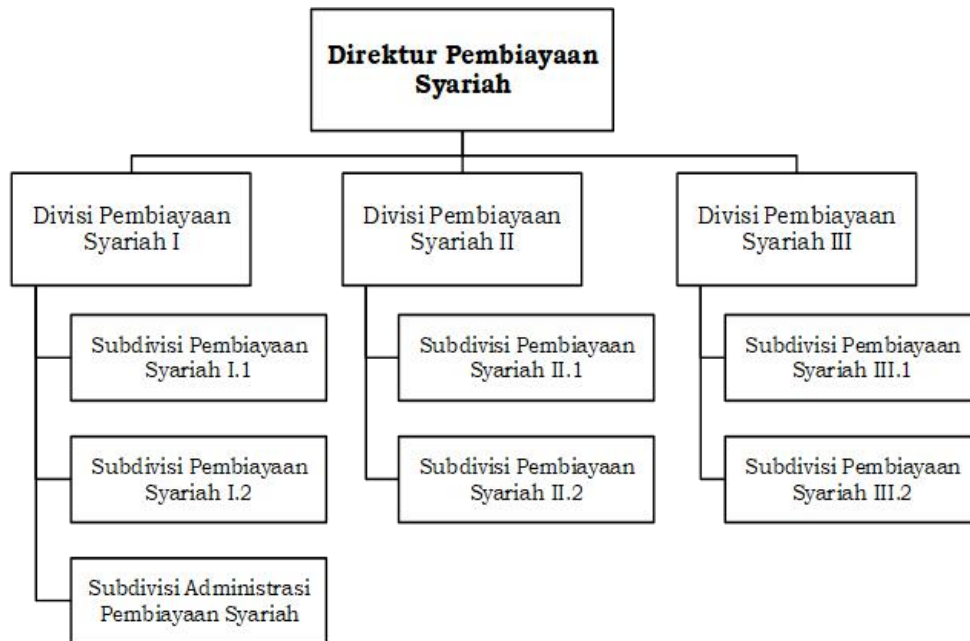 Direktur Pembiayaan
Syariah
Divisi Pembiayaan
Syariah I
Divisi Pembiayaan
Syariah II
Divisi Pembiayaan
Syariah III
Subdivisi Pembiayaan
Syariah I.1
Subdivisi Pembiayaan
Syariah II.1
Subdivisi Pembiayaan
Syariah III.1
Subdivisi Pembiayaan
Syariah I.2
Subdivisi Pembiayaan
Syariah II.2
Subdivisi Pembiayaan
Syariah III.2
Subdivisi Administrasi
Pembiayaan Syariah